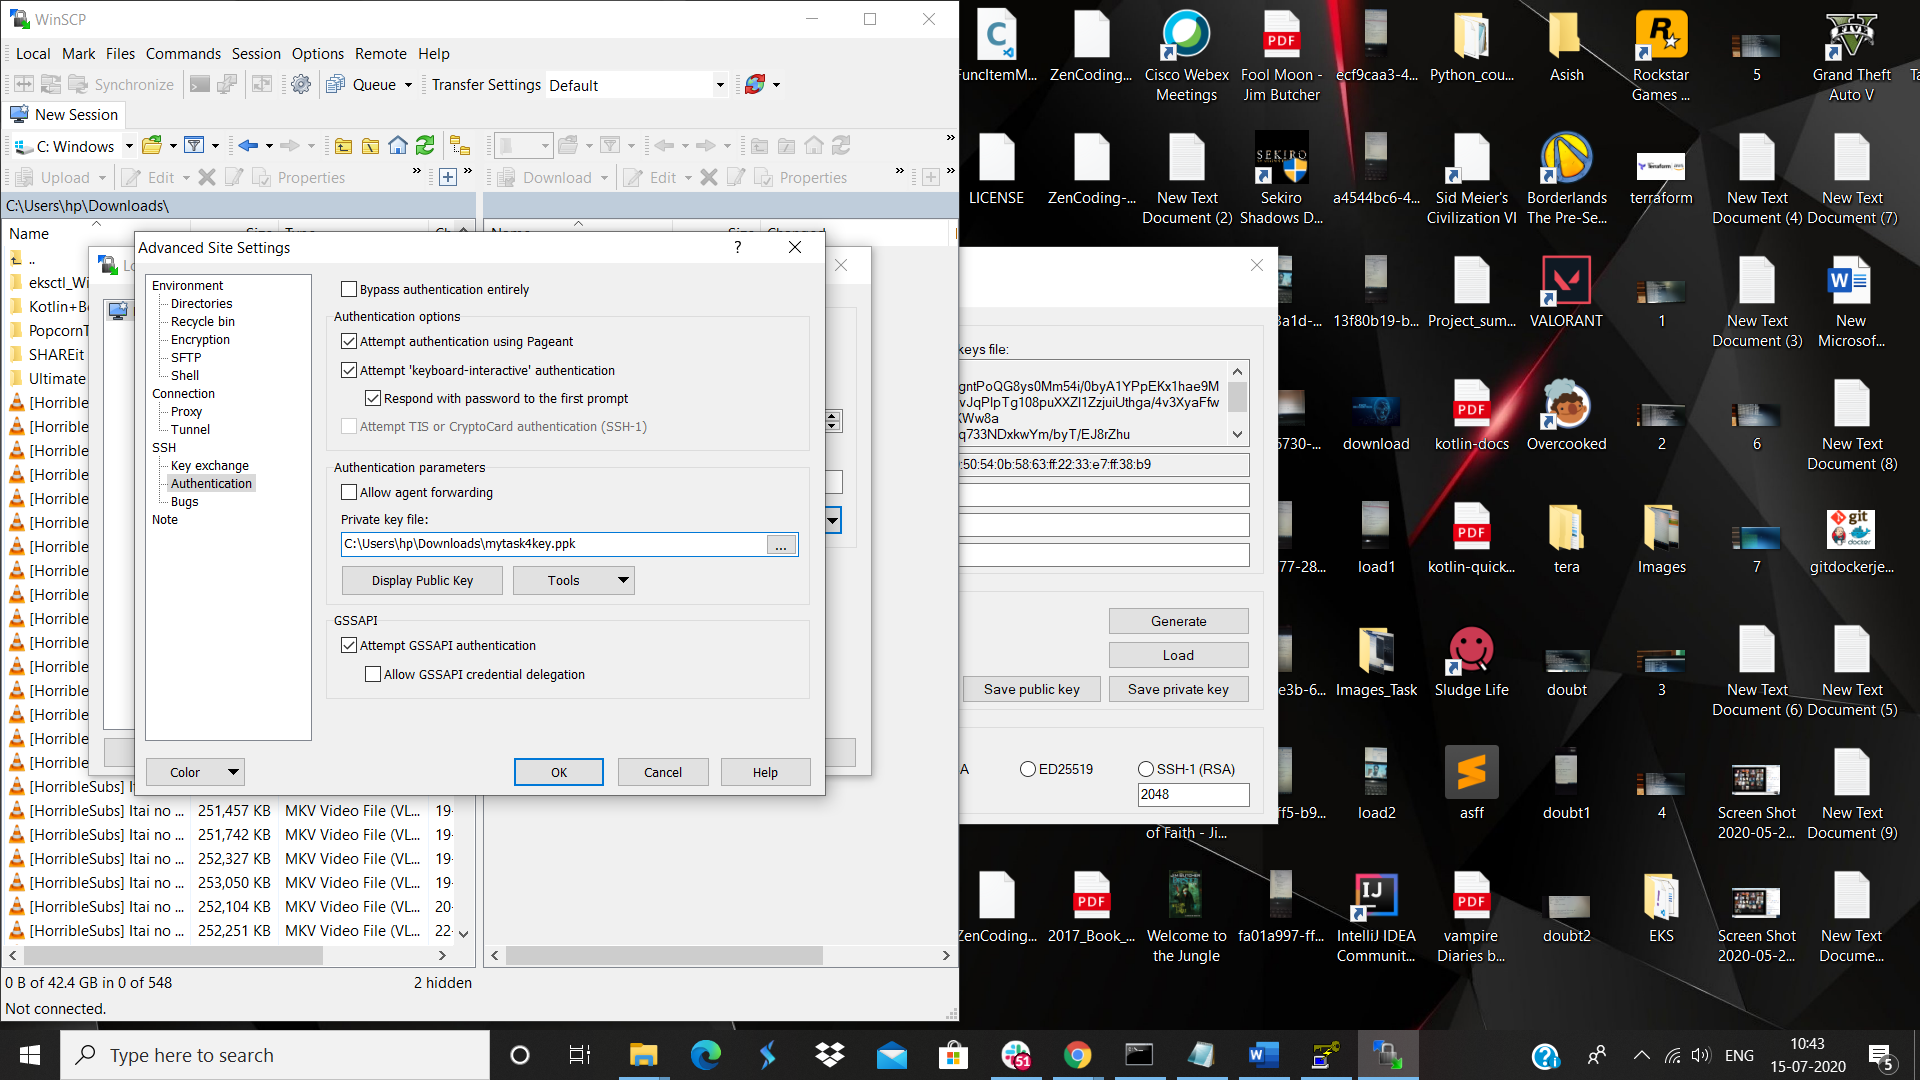 WinSCP
Local Mark Files Commands Session Options Remote Help
Synchronize Queue Transfer Settings Default
New Session
C: Windows
Upload Edit Properties
Download Edit Properties
C:\Users\hp\Downloads\
Name
..
Kotlin+B
SHAREit
Ultimate
Advanced Site Settings
?
Environment
Directories
Recycle bin
Encryption
SFTP
Shell
Connection
Proxy
Tunnel
SSH
Key exchange
Authentication
Bugs
Note
Bypass authentication entirely
Authentication options
Attempt authentication using Pageant
Attempt 'keyboard-interactive' authentication
Respond with password to the first prompt
Attempt TIS or CryptoCard authentication (SSH-1)
Authentication parameters
Allow agent forwarding
Private key file:
C:\Users\hp\Downloads\mytask4key.ppk
...
Display Public Key
Tools
GSSAPI
Attempt GSSAPI authentication
Allow GSSAPI credential delegation
Color
OK
Cancel
Help
[HorribleSubs] Itai no ... 251,457 KB MKV Video File (VL... 19-
[HorribleSubs] Itai no ... 251,742 KB MKV Video File (VL... 19-
[HorribleSubs] Itai no ... 252,327 KB MKV Video File (VL... 19-
[HorribleSubs] Itai no ... 253,050 KB MKV Video File (VL... 19-
[HorribleSubs] Itai no ... 252,104 KB MKV Video File (VL... 20-
[HorribleSubs] Itai no ... 252,251 KB MKV Video File (VL... 22-
0 B of 42.4 GB in 0 of 548
2 hidden
Not connected.
keys file:
gntPoQG8ys0Mm54i/0byA1YPpEKx1hae9M
q733NDxkwYm/byT/EJ8rZhu
:50:54:0b:58:63:ff:22:33:e7:ff:38:b9
Generate
Load
Save public key
Save private key
ED25519
SSH-1 (RSA)
2048
FuncItemM...
ZenCoding...
Cisco Webex
Meetings
Fool Moon -
Jim Butcher
ecf9caa3-4...
Python_cou...
Asish
Rockstar
Games ...
5
Grand Theft
Auto V
LICENSE
ZenCoding-...
New Text
Document (2)
SEKIRO
Sekiro
Shadows D...
a4544bc6-4...
Sid Meier's
Civilization VI
Borderlands
The Pre-Se...
terraform
New Text
Document (4)
New Text
Document (7)
13f80b19-b...
Project_sum...
VALORANT
1
New Text
Document (3)
New
Microsof...
download
kotlin-docs
Overcooked
2
6
New Text
Document (8)
load1
kotlin-quick...
tera
Images
7
gitdockerje...
Images_Task
Sludge Life
doubt
3
New Text
Document (6)
New Text
Document (5)
load2
asff
doubt1
4
Screen Shot
2020-05-2...
New Text
Document (9)
of Faith - Ji...
ZenCoding...
2017_Book_...
Welcome to
the Jungle
fa01a997-ff...
IntelliJ IDEA
Communit...
vampire
Diaries b...
doubt2
EKS
Screen Shot
2020-05-2...
New Text
Docume...
Type here to search
51
ENG
10:43
15-07-2020
5